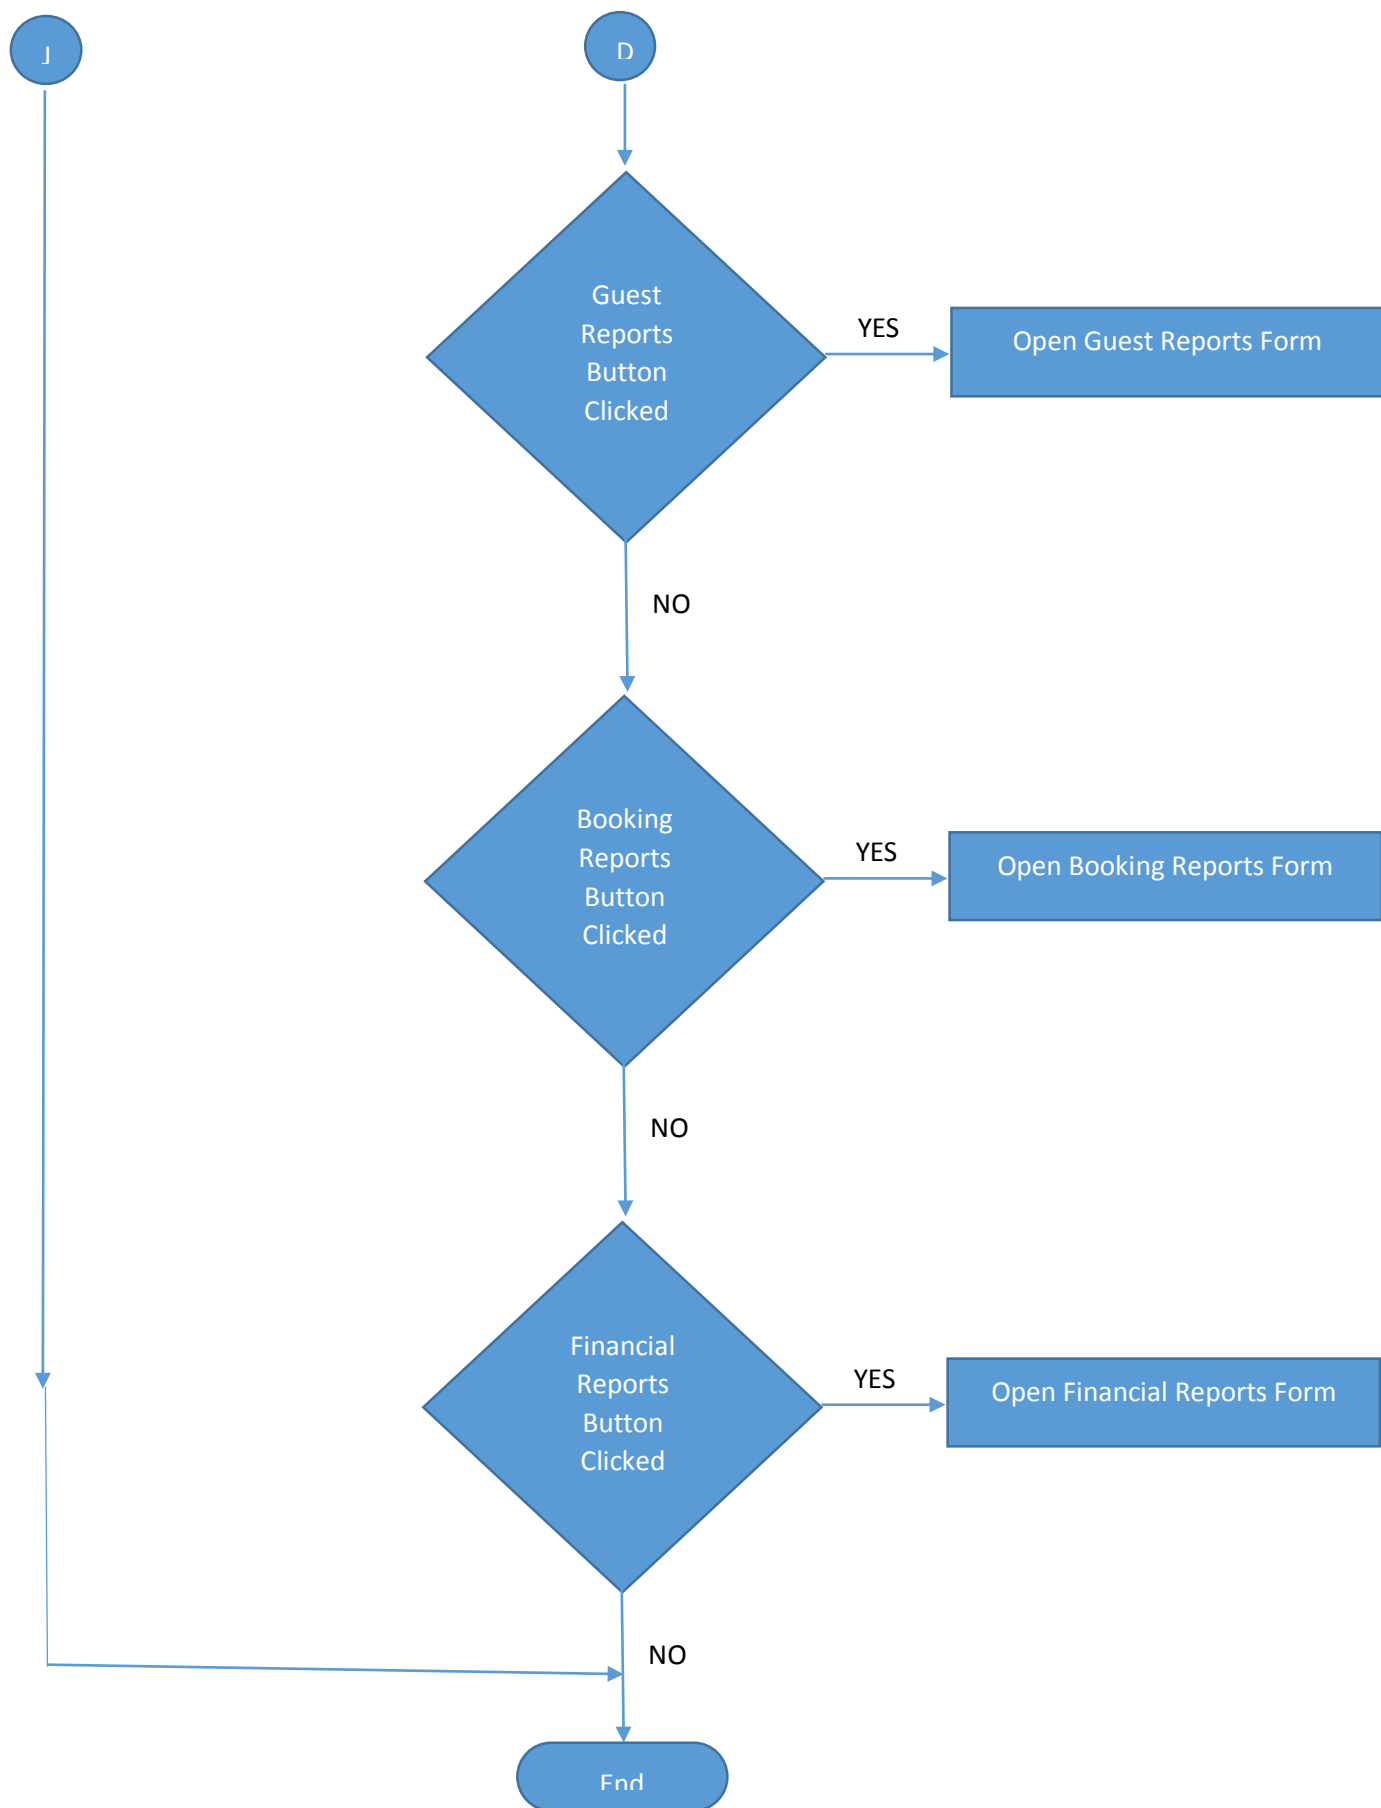 J
D
Guest
Reports
Button
Clicked
YES
Open Guest Reports Form
NO
Booking
Reports
Button
Clicked
YES
Open Booking Reports Form
NO
Financial
Reports
Button
Clicked
YES
Open Financial Reports Form
NO
End